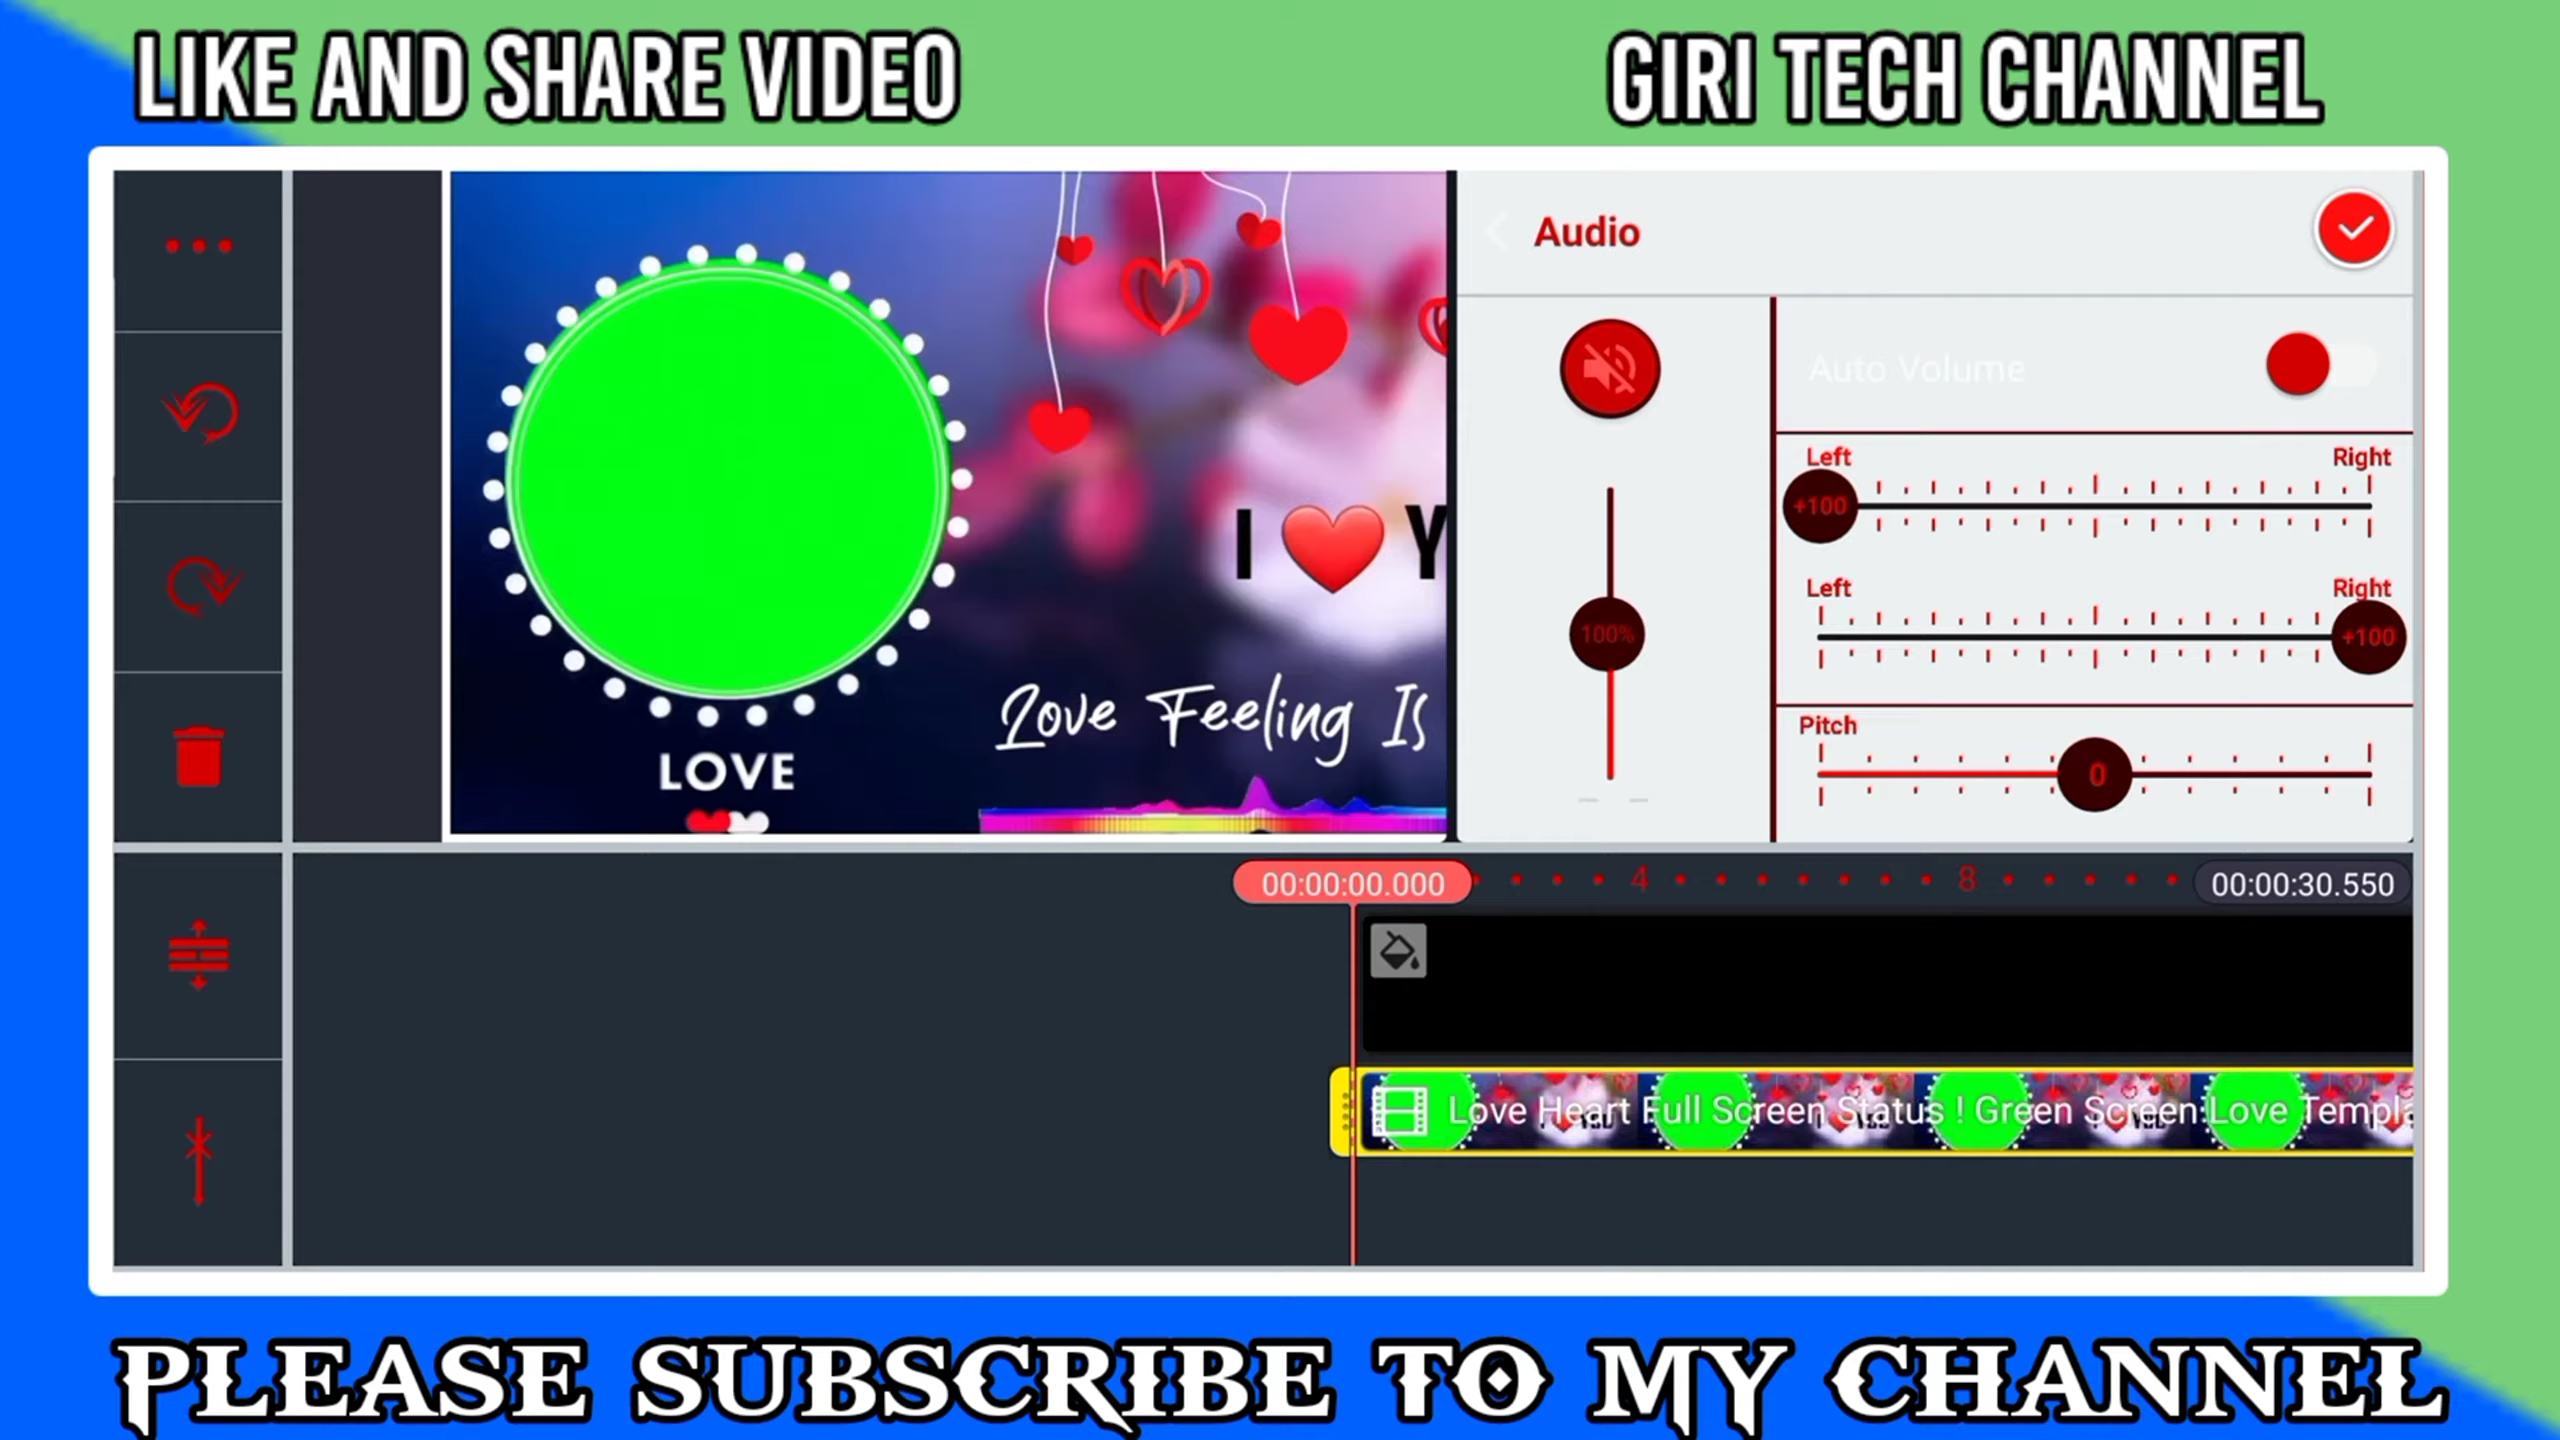 LIKE AND SHARE VIDEO
GIRI TECH CHANNEL
Audio
Auto Volume
Left Right
+100
Left Right
+100
100%
Pitch
0
I ❤️ Y
Love Feeling Is
LOVE
00:00:00.000 4 8 00:00:30.550
Love Heart Full Screen Status ! Green Screen Love Templa
PLEASE SUBSCRIBE TO MY CHANNEL